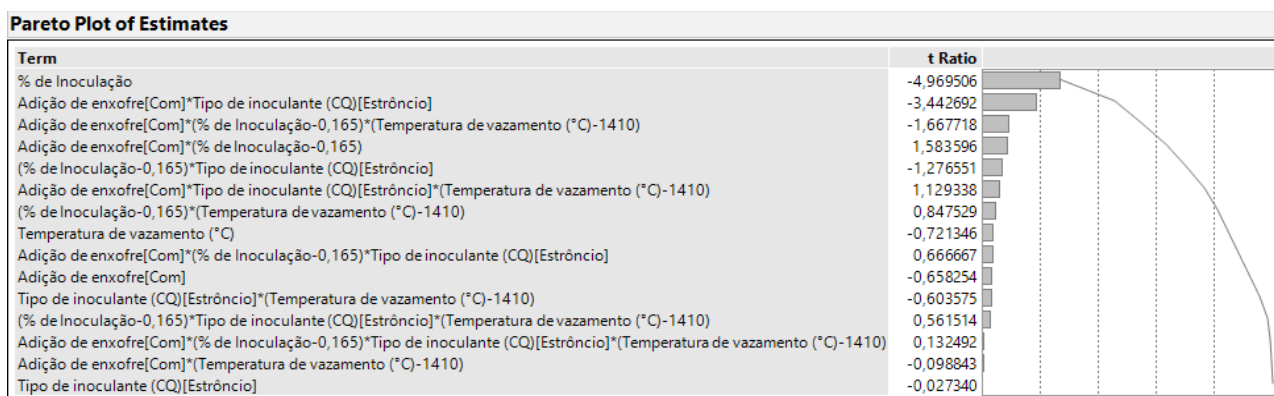 Pareto Plot of Estimates
Term t Ratio
% de Inoculação -4,969506
Adição de enxofre[Com]*Tipo de inoculante (CQ)[Estrôncio] -3,442692
Adição de enxofre[Com]*(% de Inoculação-0,165)*(Temperatura de vazamento (°C)-1410) -1,667718
Adição de enxofre[Com]*(% de Inoculação-0,165) 1,583596
(% de Inoculação-0,165)*Tipo de inoculante (CQ)[Estrôncio] -1,276551
Adição de enxofre[Com]*Tipo de inoculante (CQ)[Estrôncio]*(Temperatura de vazamento (°C)-1410) 1,129338
(% de Inoculação-0,165)*(Temperatura de vazamento (°C)-1410) 0,847529
Temperatura de vazamento (°C) -0,721346
Adição de enxofre[Com]*(% de Inoculação-0,165)*Tipo de inoculante (CQ)[Estrôncio] 0,666667
Adição de enxofre[Com] -0,658254
Tipo de inoculante (CQ)[Estrôncio]*(Temperatura de vazamento (°C)-1410) -0,603575
(% de Inoculação-0,165)*Tipo de inoculante (CQ)[Estrôncio]*(Temperatura de vazamento (°C)-1410) 0,561514
Adição de enxofre[Com]*(% de Inoculação-0,165)*Tipo de inoculante (CQ)[Estrôncio]*(Temperatura de vazamento (°C)-1410) 0,132492
Adição de enxofre[Com]*(Temperatura de vazamento (°C)-1410) -0,098843
Tipo de inoculante (CQ)[Estrôncio] -0,027340